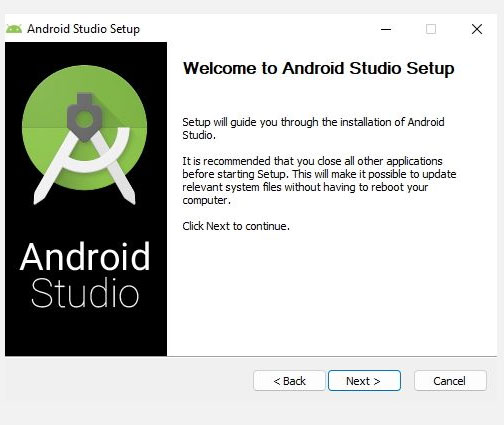 Android Studio Setup
Welcome to Android Studio Setup
Setup will guide you through the installation of Android
Studio.
It is recommended that you close all other applications
before starting Setup. This will make it possible to update
relevant system files without having to reboot your
computer.
Click Next to continue.
Android
Studio
< Back
Next >
Cancel